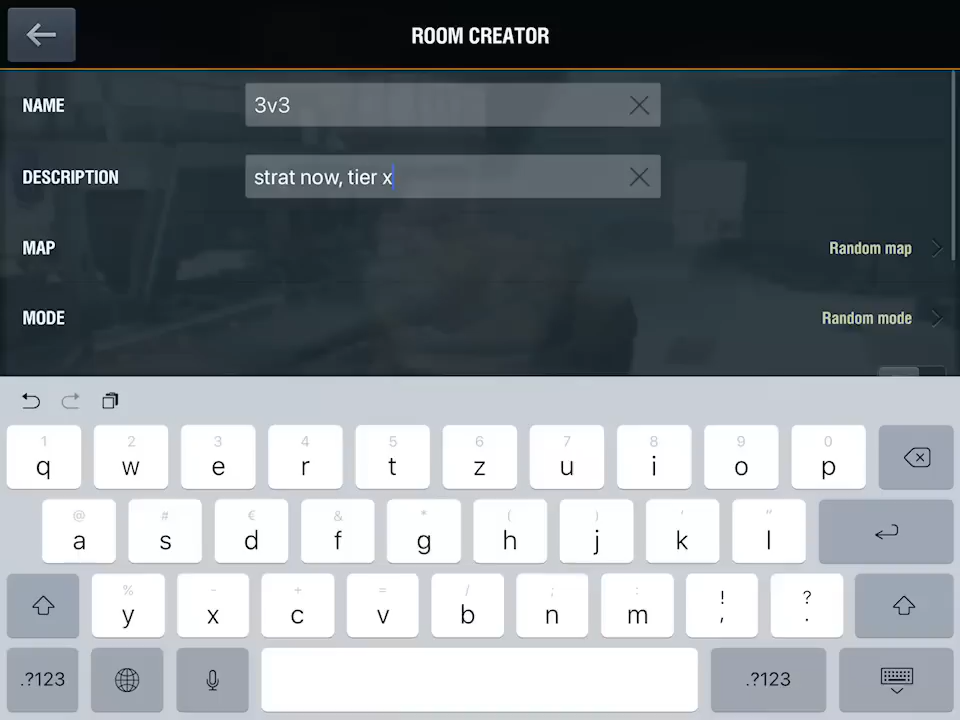 ROOM CREATOR
NAME 3v3
DESCRIPTION strat now, tier x
MAP Random map
MODE Random mode
1 2 3 4 5 6 7 8 9 0
q w e r t z u i o p
@ # € & * ( ) ' "
a s d f g h j k l
% - + = / ; : ! ?
y x c v b n m , .
.?123 .?123